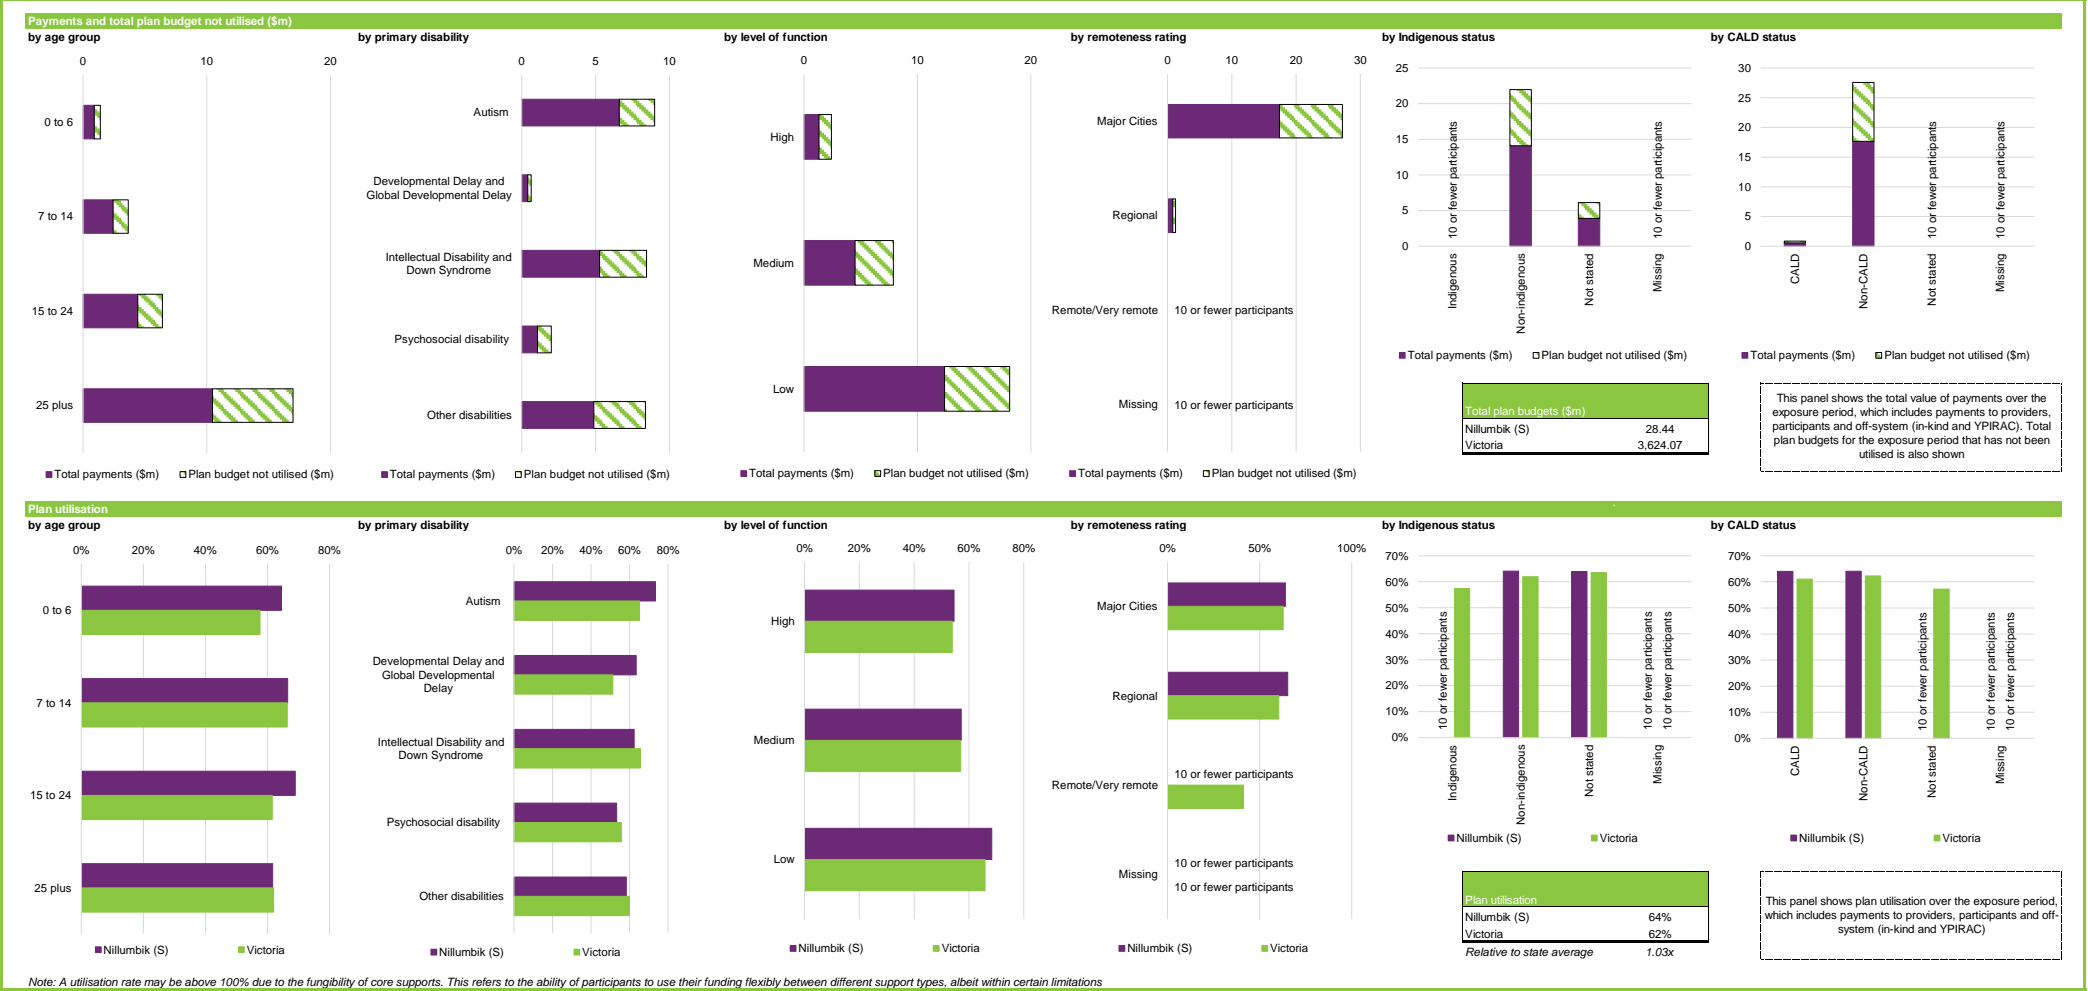 Payments and total plan budget not utilised ($m)
by age group
0 10 20
0 to 6
7 to 14
15 to 24
25 plus
Total payments ($m) Plan budget not utilised ($m)
by primary disability
0 5 10
Autism
Developmental Delay and
Global Developmental Delay
Intellectual Disability and
Down Syndrome
Psychosocial disability
Other disabilities
Total payments ($m) Plan budget not utilised ($m)
by level of function
0 10 20
High
Medium
Low
Total payments ($m) Plan budget not utilised ($m)
by remoteness rating
0 10 20 30
Major Cities
Regional
Remote/Very remote 10 or fewer participants
Missing 10 or fewer participants
Total payments ($m) Plan budget not utilised ($m)
by Indigenous status
25
20
15
10
5
0
10 or fewer participants
10 or fewer participants
Indigenous
Non-indigenous
Not stated
Missing
Total payments ($m) Plan budget not utilised ($m)
Total plan budgets ($m)
Nillumbik (S) 28.44
Victoria 3,624.07
by CALD status
30
25
20
15
10
5
0
10 or fewer participants
10 or fewer participants
CALD
Non-CALD
Not stated
Missing
Total payments ($m) Plan budget not utilised ($m)
This panel shows the total value of payments over the
exposure period, which includes payments to providers,
participants and off-system (in-kind and YPIRAC). Total
plan budgets for the exposure period that has not been
utilised is also shown
Plan utilisation
by age group
0% 20% 40% 60% 80%
0 to 6
7 to 14
15 to 24
25 plus
Nillumbik (S) Victoria
by primary disability
0% 20% 40% 60% 80%
Autism
Developmental Delay and
Global Developmental
Delay
Intellectual Disability and
Down Syndrome
Psychosocial disability
Other disabilities
Nillumbik (S) Victoria
by level of function
0% 20% 40% 60% 80%
High
Medium
Low
Nillumbik (S) Victoria
by remoteness rating
0% 50% 100%
Major Cities
Regional
10 or fewer participants
Remote/Very remote
10 or fewer participants
Missing
10 or fewer participants
Nillumbik (S) Victoria
by Indigenous status
70%
60%
50%
40%
30%
20%
10%
0%
10 or fewer participants
10 or fewer participants
10 or fewer participants
Indigenous
Non-indigenous
Not stated
Missing
Nillumbik (S) Victoria
Plan utilisation
Nillumbik (S) 64%
Victoria 62%
Relative to state average 1.03x
by CALD status
70%
60%
50%
40%
30%
20%
10%
0%
10 or fewer participants
10 or fewer participants
10 or fewer participants
CALD
Non-CALD
Not stated
Missing
Nillumbik (S) Victoria
This panel shows plan utilisation over the exposure period,
which includes payments to providers, participants and off-
system (in-kind and YPIRAC)
Note: A utilisation rate may be above 100% due to the fungibility of core supports. This refers to the ability of participants to use their funding flexibly between different support types, albeit within certain limitations